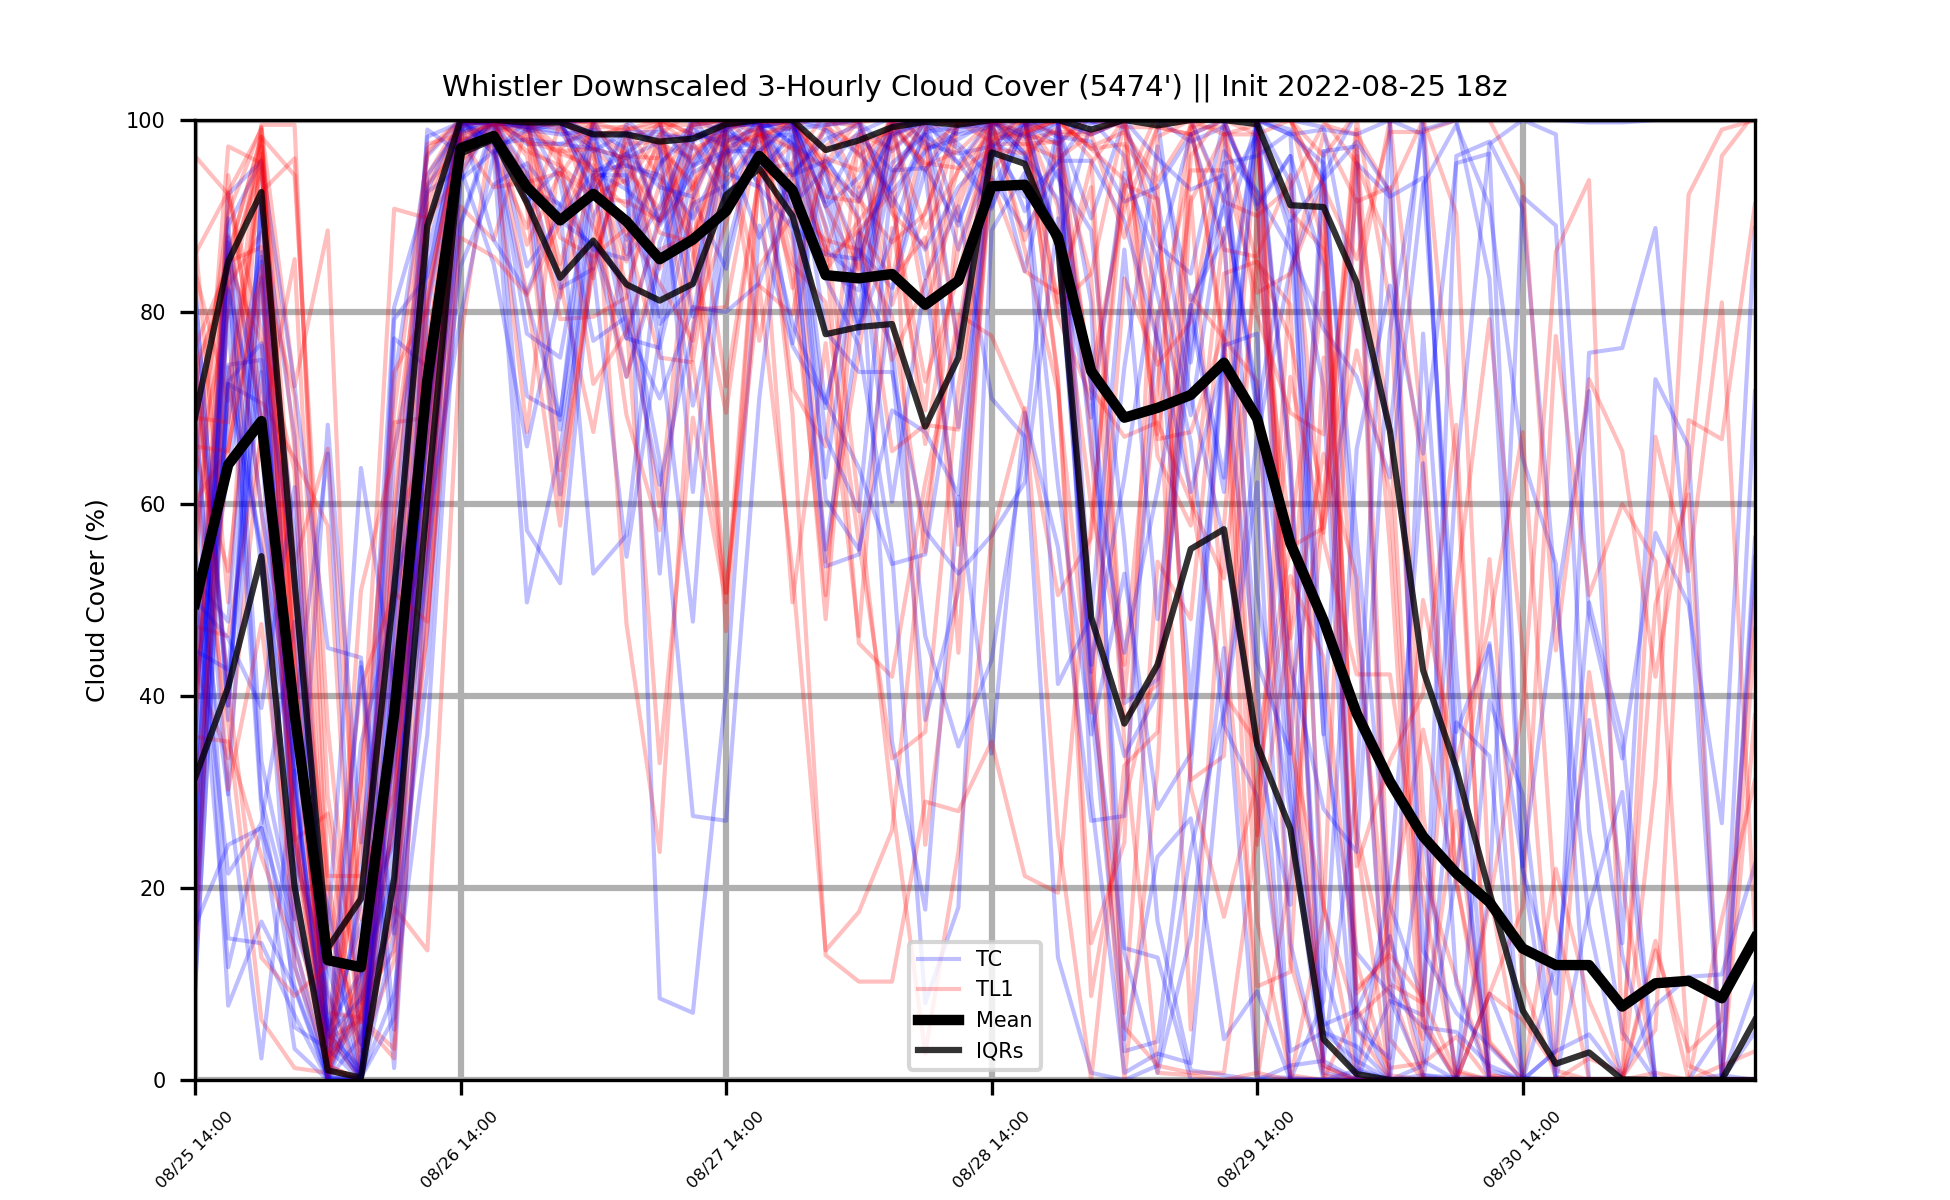 Whistler Downscaled 3-Hourly Cloud Cover (5474') || Init 2022-08-25 18z
Cloud Cover (%)
100
80
60
40
20
0
TC
TL1
Mean
IQRs
08/25 14:00
08/26 14:00
08/27 14:00
08/28 14:00
08/29 14:00
08/30 14:00